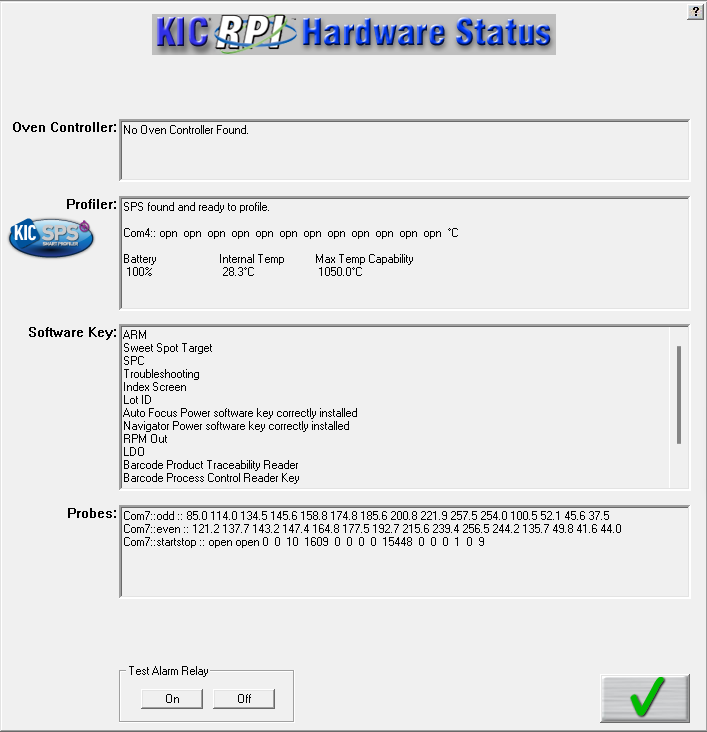 ?
KIC RPI Hardware Status
Oven Controller:
No Oven Controller Found.
Profiler:
SPS found and ready to profile.
KIC SPS
SMART PROFILER
Com4:: opn opn opn opn opn opn opn opn opn opn opn opn °C
Battery Internal Temp Max Temp Capability
100% 28.3°C 1050.0°C
Software Key:
ARM
Sweet Spot Target
SPC
Troubleshooting
Index Screen
Lot ID
Auto Focus Power software key correctly installed
Navigator Power software key correctly installed
RPM Out
LDO
Barcode Product Traceability Reader
Barcode Process Control Reader Key
Probes:
Com7::odd :: 85.0 114.0 134.5 145.6 158.8 174.8 185.6 200.8 221.9 257.5 254.0 100.5 52.1 45.6 37.5
Com7::even :: 121.2 137.7 143.2 147.4 164.8 177.5 192.7 215.6 239.4 256.5 244.2 135.7 49.8 41.6 44.0
Com7::startstop :: open open 0 0 10 1609 0 0 0 0 15448 0 0 0 1 0 9
Test Alarm Relay
On Off